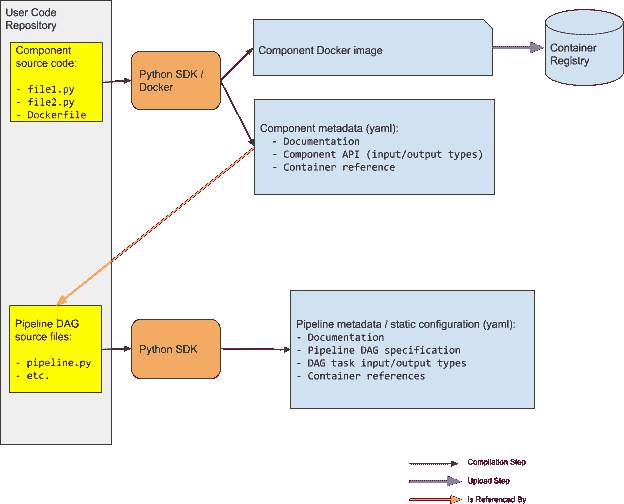 User Code
Repository
Component
source code:
- file1.py
- file2.py
- Dockerfile
Python SDK /
Docker
Component Docker image
Container
Registry
Component metadata (yaml):
- Documentation
- Component API (input/output types)
- Container reference
Pipeline DAG
source files:
- pipeline.py
- etc.
Python SDK
Pipeline metadata / static configuration (yaml):
- Documentation
- Pipeline DAG specification
- DAG task input/output types
- Container references
Compilation Step
Upload Step
Is Referenced By